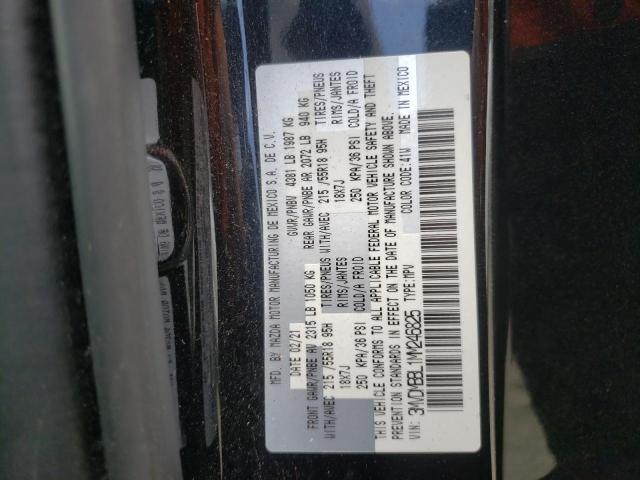 MFG. BY MAZDA MOTOR MANUFACTURING DE MEXICO S.A. DE C.V.
DATE 02/21 GVWR/PNBV 4381 LB 1987 KG
FRONT GAWR/PNBE AV 2315 LB 1050 KG REAR GAWR/PNBE AR 2072 LB 940 KG
WITH/AVEC 215 /55R18 95H TIRES/PNEUS WITH/AVEC 215 /55R18 95H TIRES/PNEUS
18X7J RIMS/JANTES 18X7J RIMS/JANTES
250 KPA/36 PSI COLD/A FROID 250 KPA/36 PSI COLD/A FROID
THIS VEHICLE CONFORMS TO ALL APPLICABLE FEDERAL MOTOR VEHICLE SAFETY AND THEFT
PREVENTION STANDARDS IN EFFECT ON THE DATE OF MANUFACTURE SHOWN ABOVE.
VIN: 3MVDMBBL1MM245825 TYPE:MPV COLOR CODE:41W MADE IN MEXICO